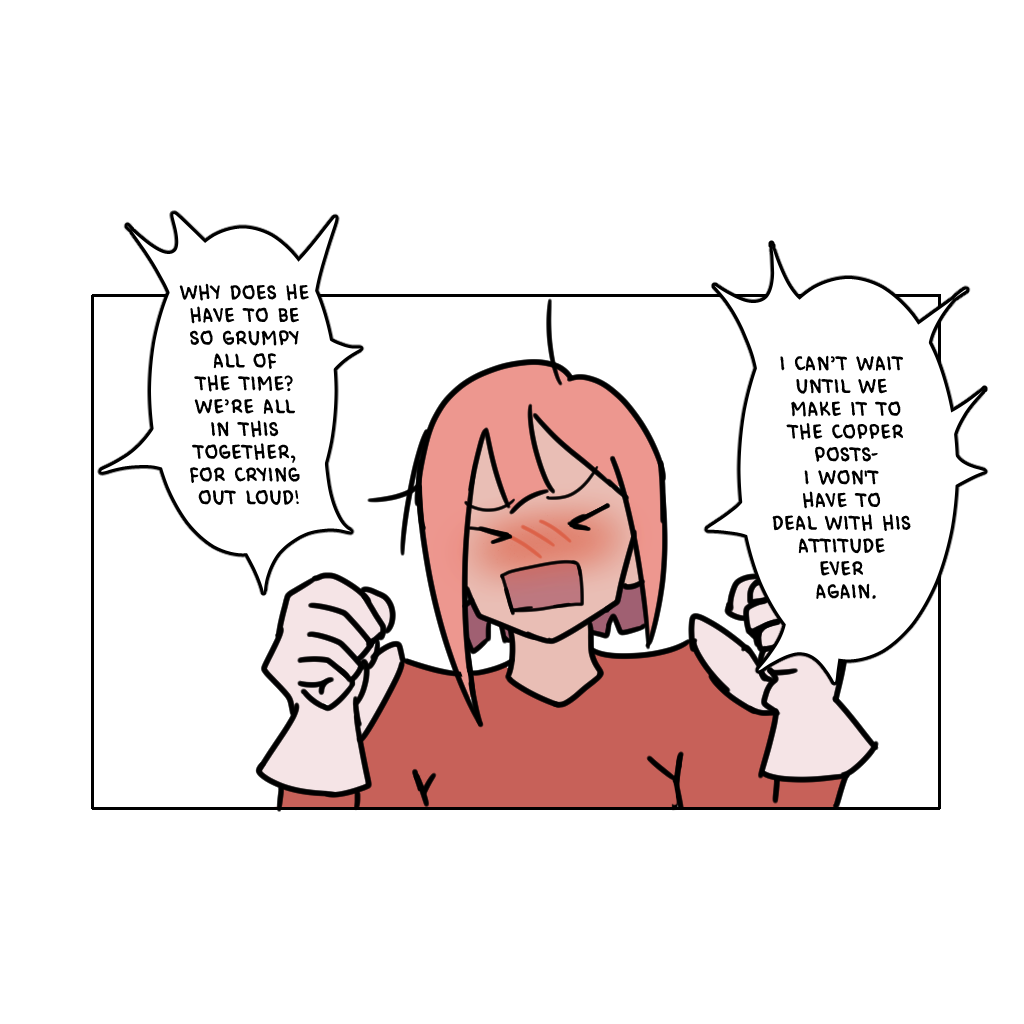 WHY DOES HE
HAVE TO BE
SO GRUMPY
ALL OF
THE TIME?
WE'RE ALL
IN THIS
TOGETHER,
FOR CRYING
OUT LOUD!
I CAN'T WAIT
UNTIL WE
MAKE IT TO
THE COPPER
POSTS-
I WON'T
HAVE TO
DEAL WITH HIS
ATTITUDE
EVER
AGAIN.